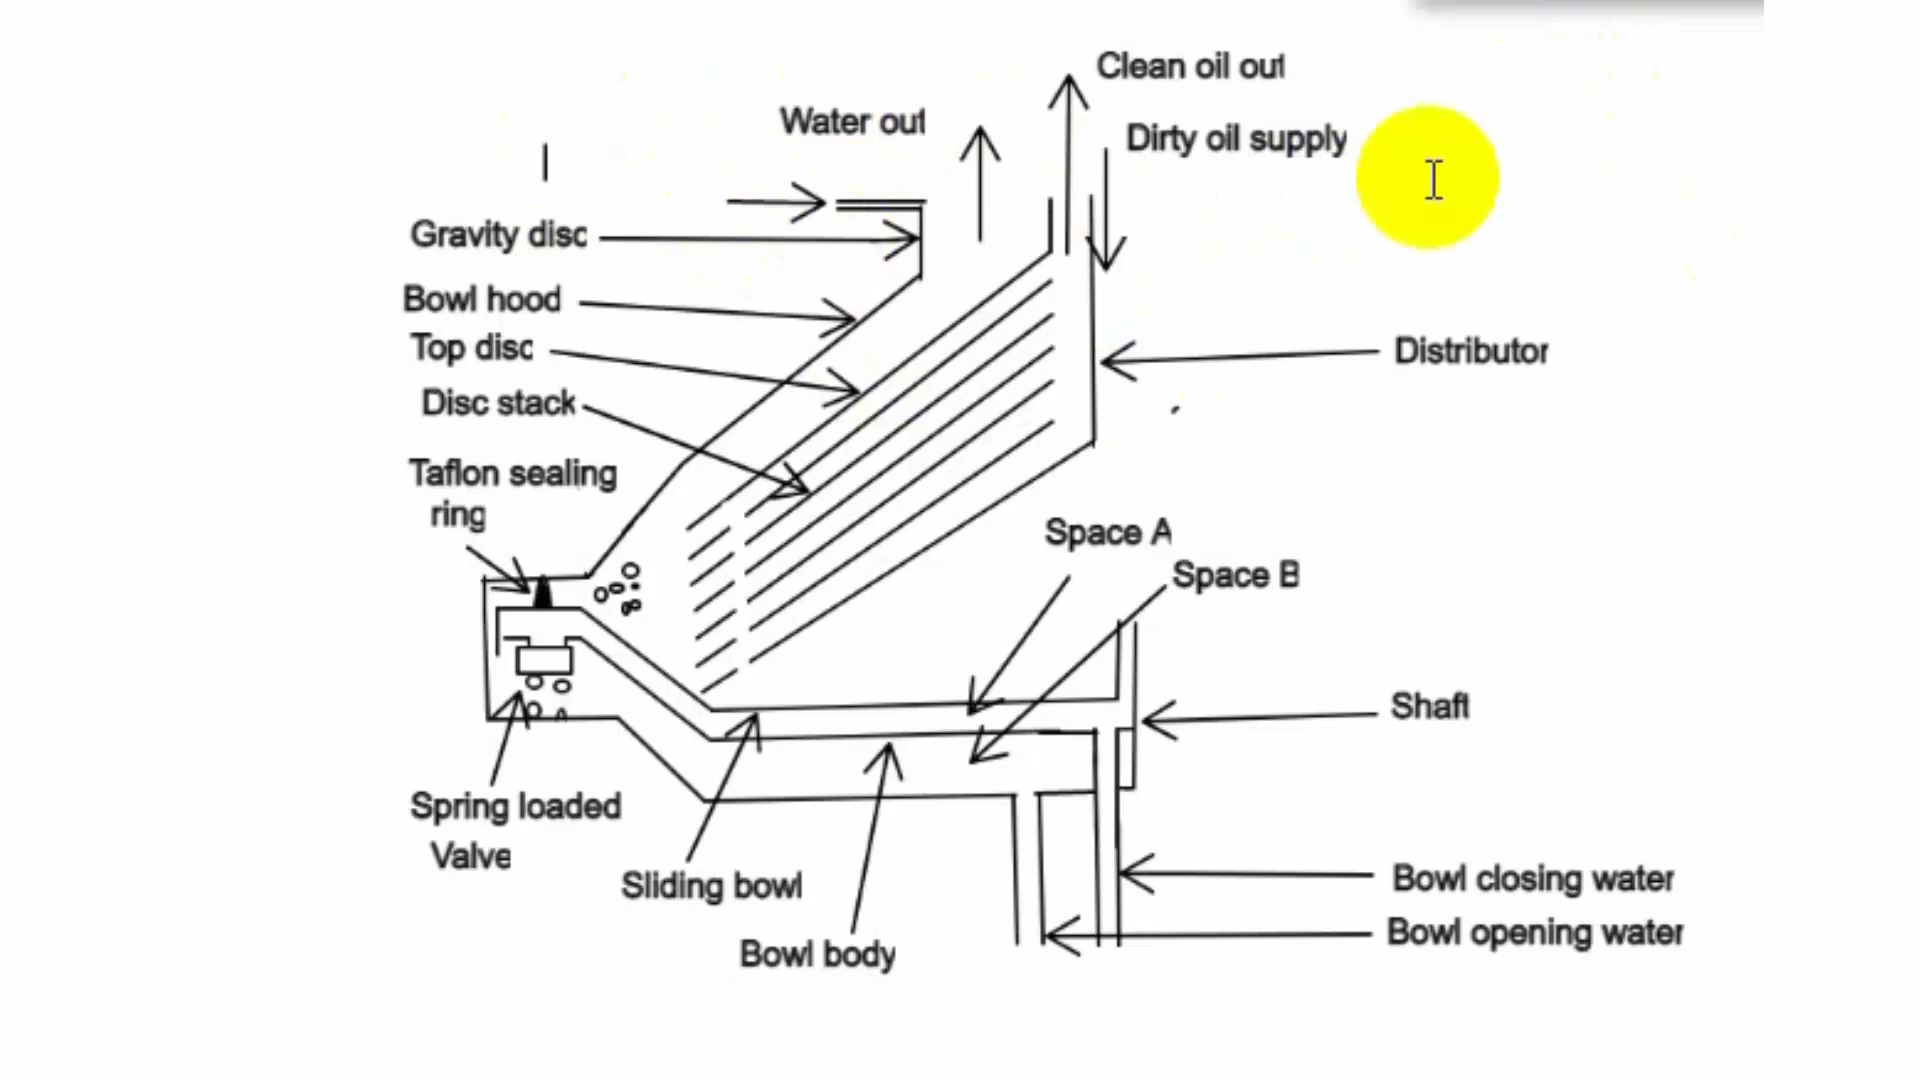 Clean oil out
Water out
Dirty oil supply
Gravity disc
Bowl hood
Top disc
Distributor
Disc stack
Taflon sealing
ring
Space A
Space B
Shaft
Spring loaded
Valve
Sliding bowl
Bowl closing water
Bowl opening water
Bowl body